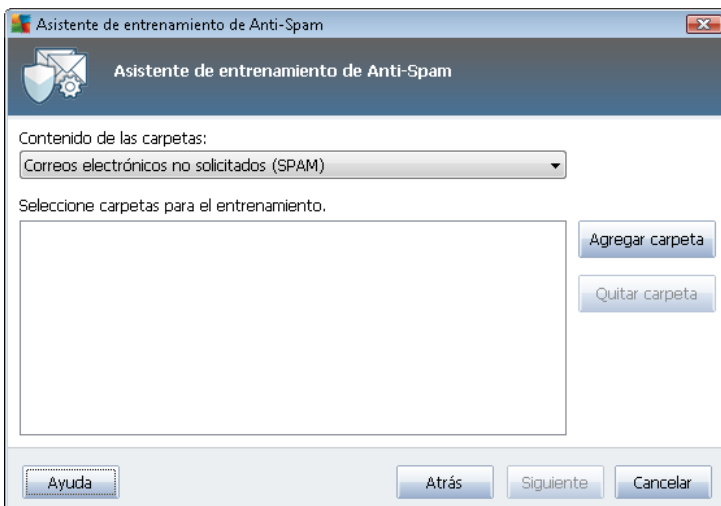 Asistente de entrenamiento de Anti-Spam
Asistente de entrenamiento de Anti-Spam
Contenido de las carpetas:
Correos electrónicos no solicitados (SPAM)
Seleccione carpetas para el entrenamiento.
Agregar carpeta
Quitar carpeta
Ayuda
Atrás
Siguiente
Cancelar